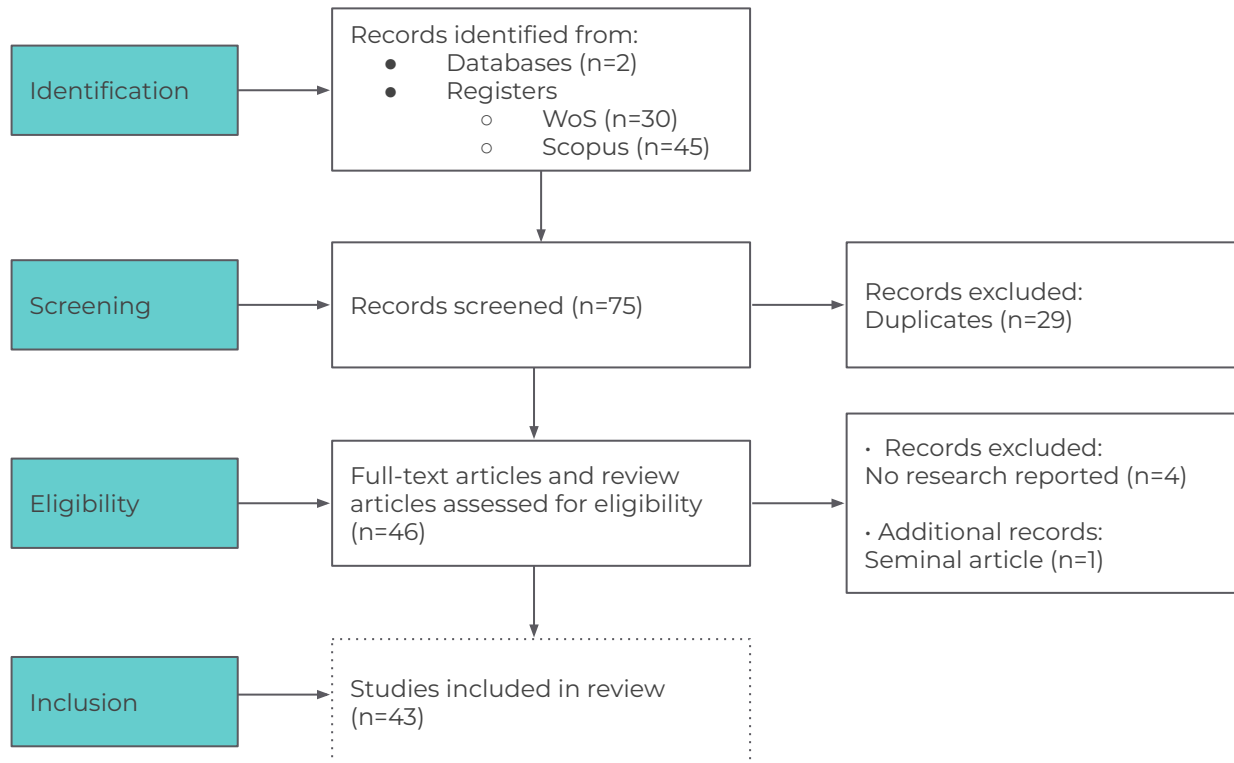 Identification
Records identified from:
● Databases (n=2)
● Registers
○ WoS (n=30)
○ Scopus (n=45)
Screening
Records screened (n=75)
Records excluded:
Duplicates (n=29)
Eligibility
Full-text articles and review
articles assessed for eligibility
(n=46)
· Records excluded:
No research reported (n=4)
· Additional records:
Seminal article (n=1)
Inclusion
Studies included in review
(n=43)